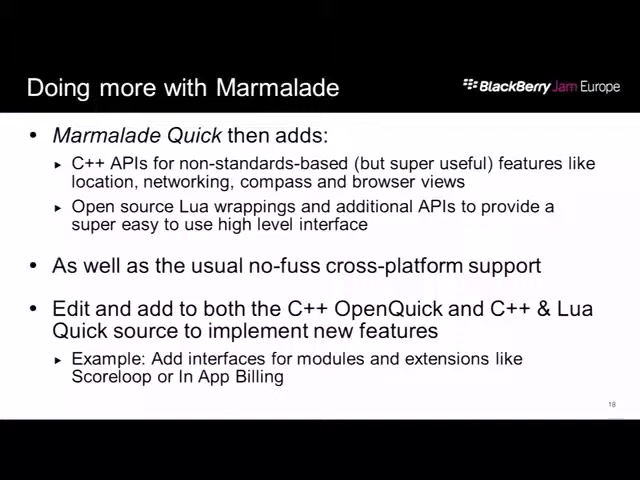 Doing more with Marmalade
BlackBerry Jam Europe
• Marmalade Quick then adds:
▸ C++ APIs for non-standards-based (but super useful) features like
location, networking, compass and browser views
▸ Open source Lua wrappings and additional APIs to provide a
super easy to use high level interface
• As well as the usual no-fuss cross-platform support
• Edit and add to both the C++ OpenQuick and C++ & Lua
Quick source to implement new features
▸ Example: Add interfaces for modules and extensions like
Scoreloop or In App Billing
18